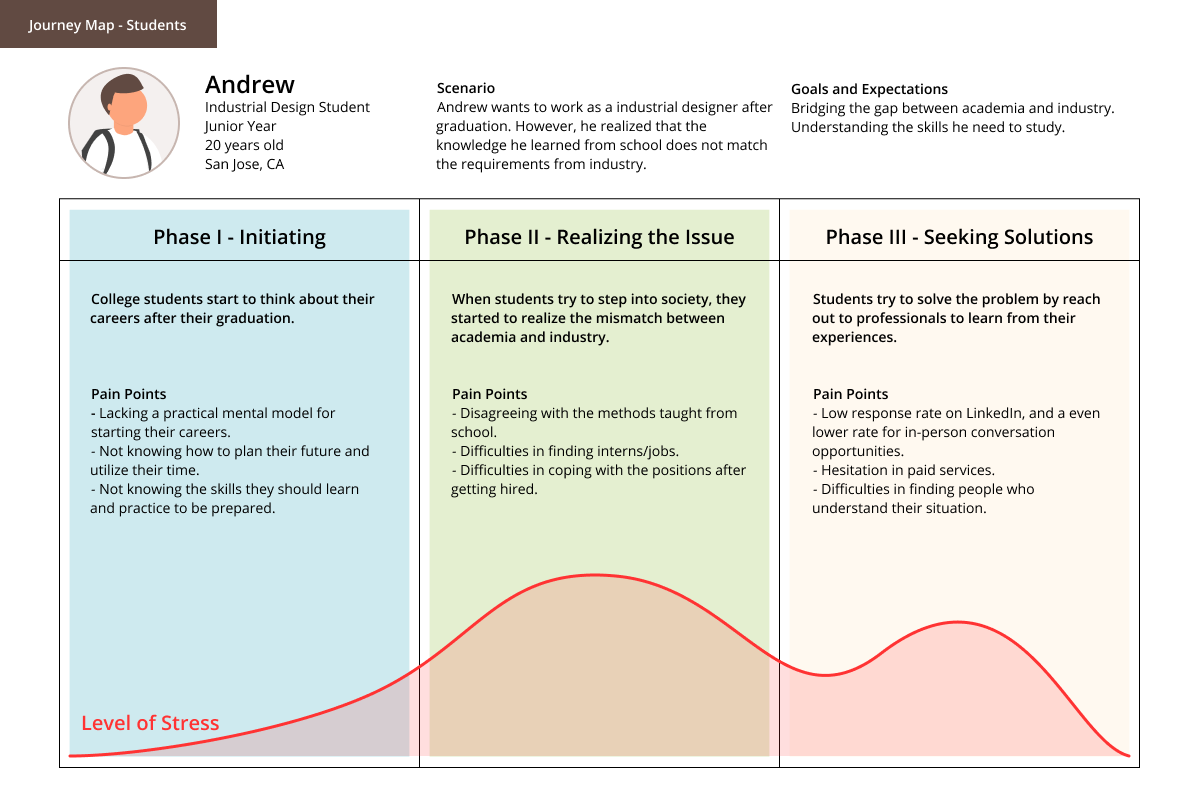 Journey Map - Students
Andrew
Industrial Design Student
Junior Year
20 years old
San Jose, CA
Scenario
Andrew wants to work as a industrial designer after
graduation. However, he realized that the
knowledge he learned from school does not match
the requirements from industry.
Goals and Expectations
Bridging the gap between academia and industry.
Understanding the skills he need to study.
Phase I - Initiating
College students start to think about their
careers after their graduation.
Pain Points
- Lacking a practical mental model for
starting their careers.
- Not knowing how to plan their future and
utilize their time.
- Not knowing the skills they should learn
and practice to be prepared.
Phase II - Realizing the Issue
When students try to step into society, they
started to realize the mismatch between
academia and industry.
Pain Points
- Disagreeing with the methods taught from
school.
- Difficulties in finding interns/jobs.
- Difficulties in coping with the positions after
getting hired.
Phase III - Seeking Solutions
Students try to solve the problem by reach
out to professionals to learn from their
experiences.
Pain Points
- Low response rate on LinkedIn, and a even
lower rate for in-person conversation
opportunities.
- Hesitation in paid services.
- Difficulties in finding people who
understand their situation.
Level of Stress